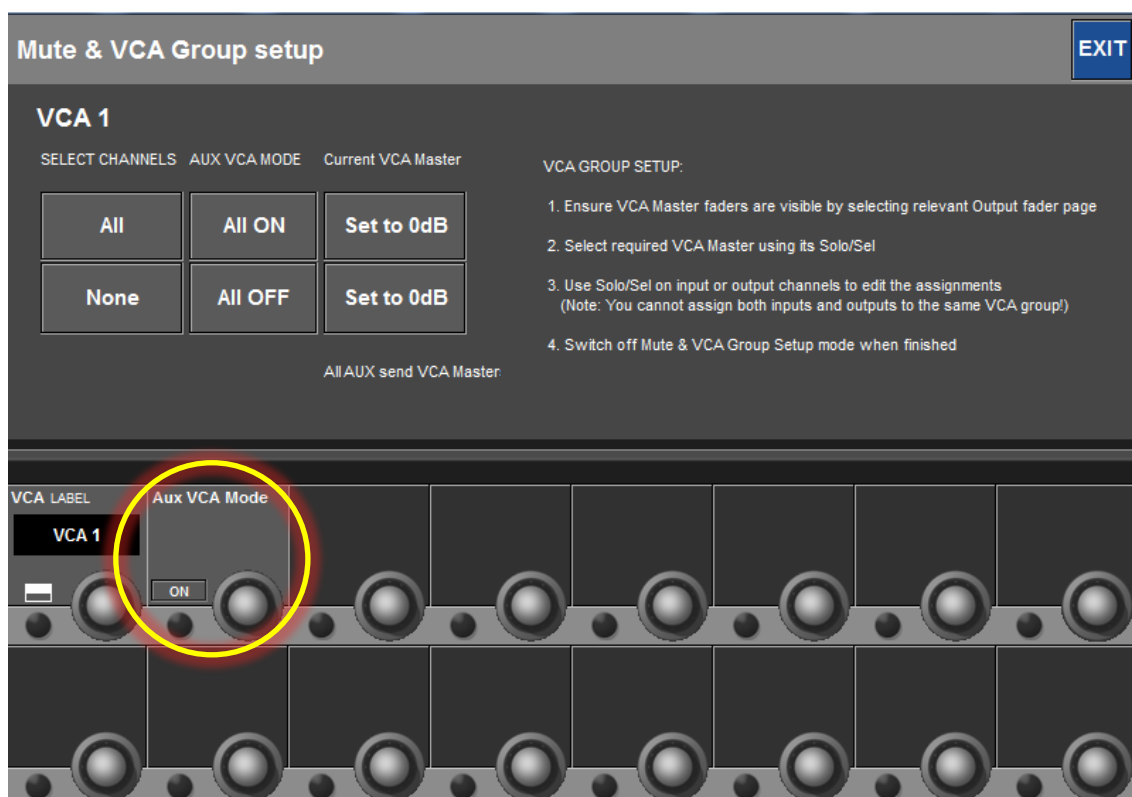 Mute & VCA Group setup
EXIT
VCA 1
SELECT CHANNELS AUX VCA MODE Current VCA Master
All All ON Set to 0dB
None All OFF Set to 0dB
All AUX send VCA Master
VCA GROUP SETUP:
1. Ensure VCA Master faders are visible by selecting relevant Output fader page
2. Select required VCA Master using its Solo/Sel
3. Use Solo/Sel on input or output channels to edit the assignments
(Note: You cannot assign both inputs and outputs to the same VCA group!)
4. Switch off Mute & VCA Group Setup mode when finished
VCA LABEL Aux VCA Mode
VCA 1
ON